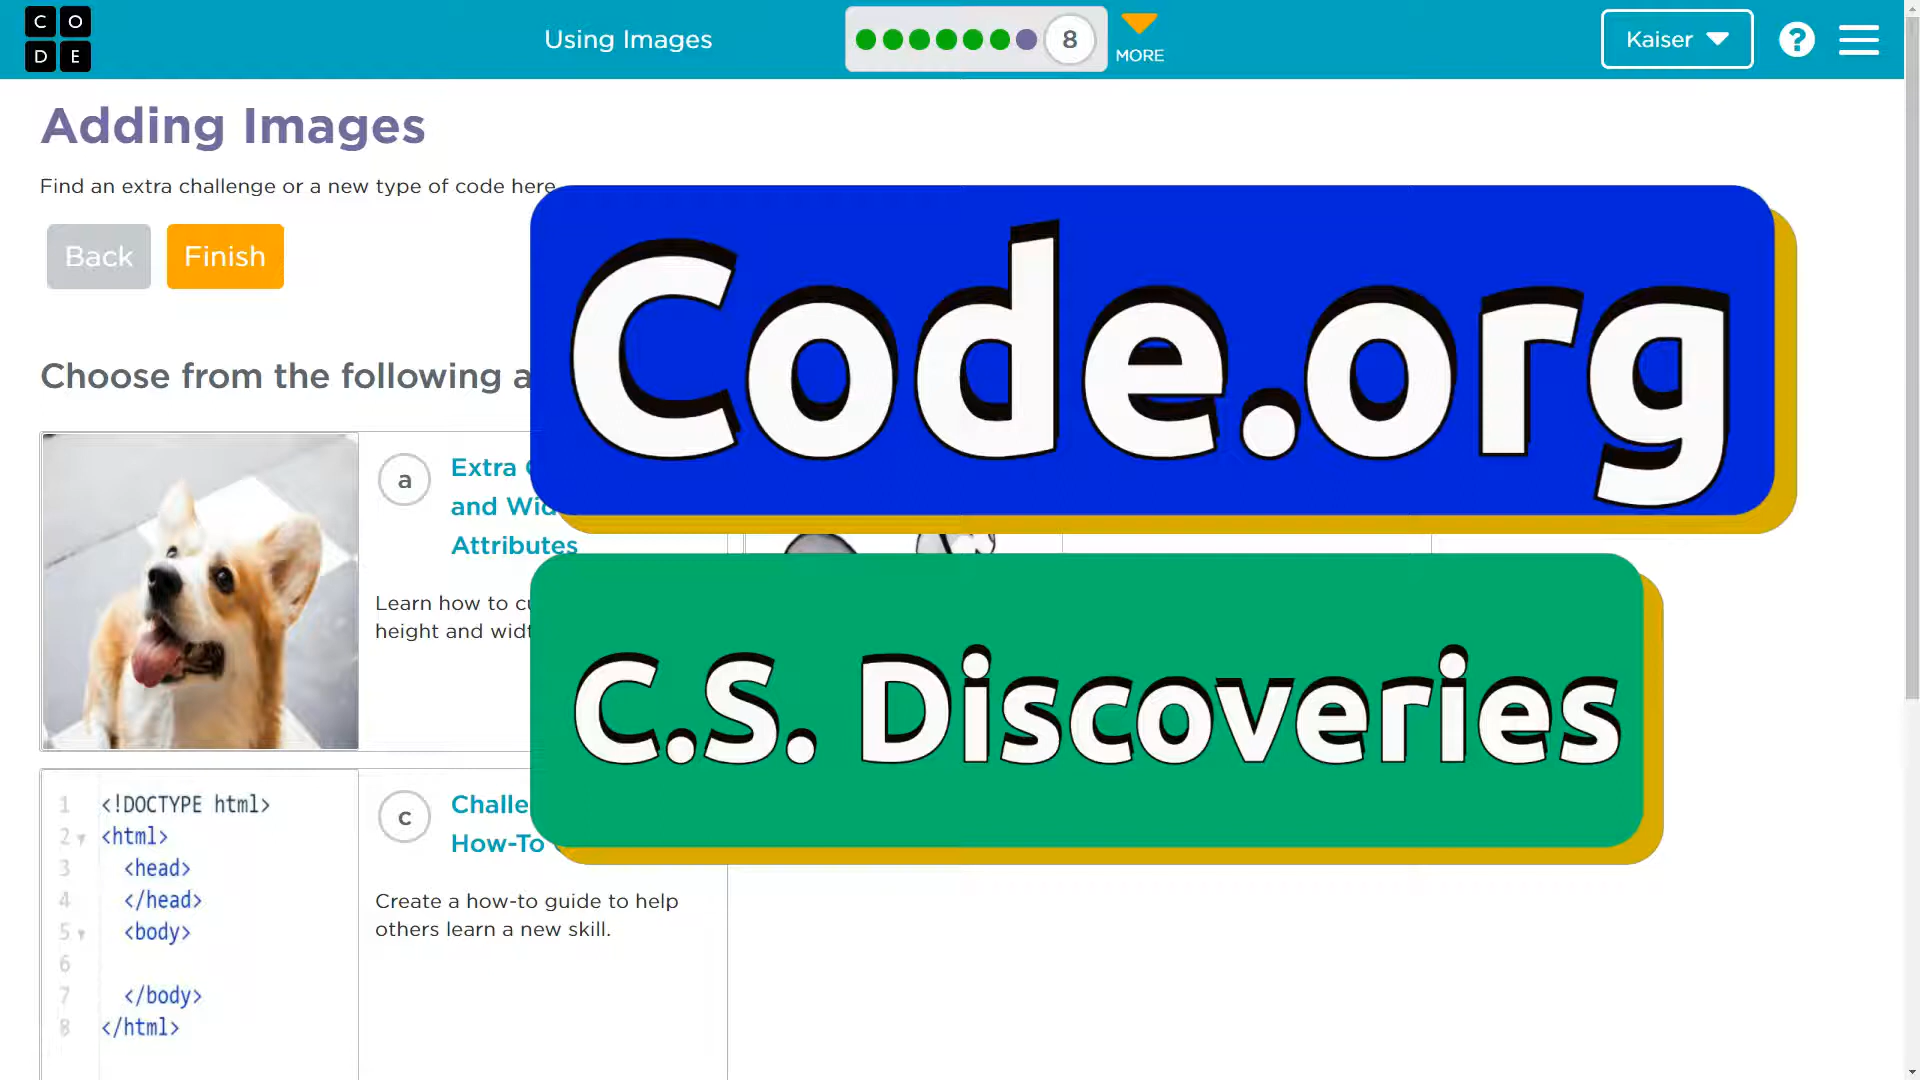 CO
DE
Using Images
8
MORE
Kaiser
?
Adding Images
Find an extra challenge or a new type of code here
Back
Finish
Choose from the following a
Code.org
C.S. Discoveries
a
Extra
and Wid
Attributes
Learn how to cu
height and widt
1 <!DOCTYPE html>
2 <html>
3 <head>
4 </head>
5 <body>
6
7 </body>
8 </html>
c
Challe
How-To
Create a how-to guide to help
others learn a new skill.